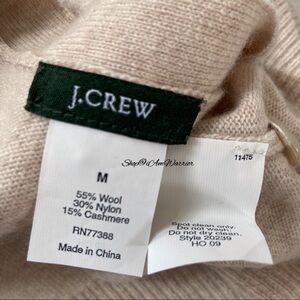 J.CREW
M
55% Wool
30% Nylon
15% Cashmere
RN77388
Made in China
Shop@iAmWarrior
11475
Spot clean only.
Do not wash.
Do not dry clean.
Style 20239
HO 09